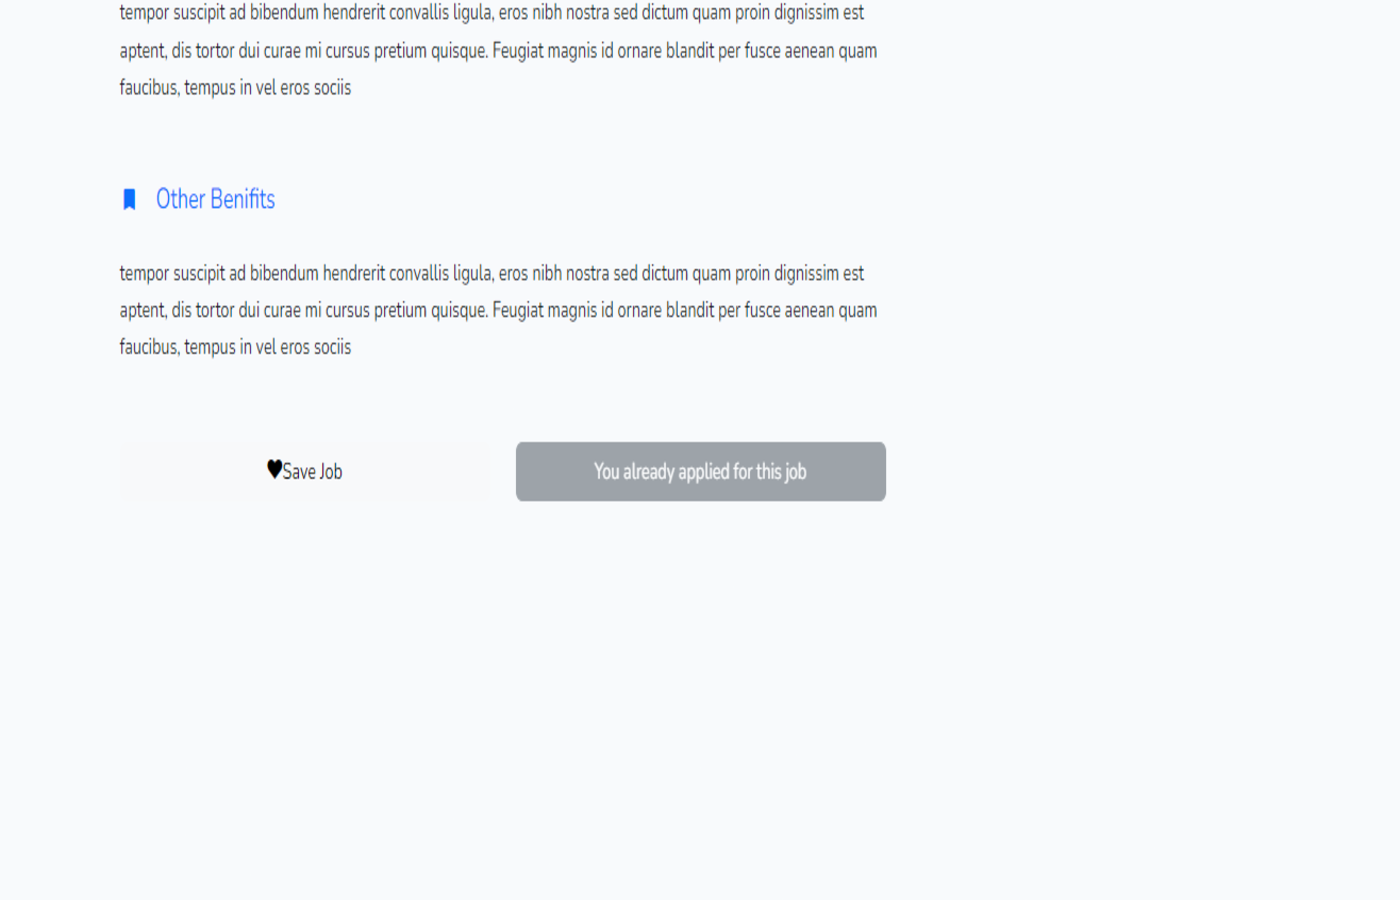 tempor suscipit ad bibendum hendrerit convallis ligula, eros nibh nostra sed dictum quam proin dignissim est
aptent, dis tortor dui curae mi cursus pretium quisque. Feugiat magnis id ornare blandit per fusce aenean quam
faucibus, tempus in vel eros sociis
Other Benifits
tempor suscipit ad bibendum hendrerit convallis ligula, eros nibh nostra sed dictum quam proin dignissim est
aptent, dis tortor dui curae mi cursus pretium quisque. Feugiat magnis id ornare blandit per fusce aenean quam
faucibus, tempus in vel eros sociis
♥Save Job
You already applied for this job